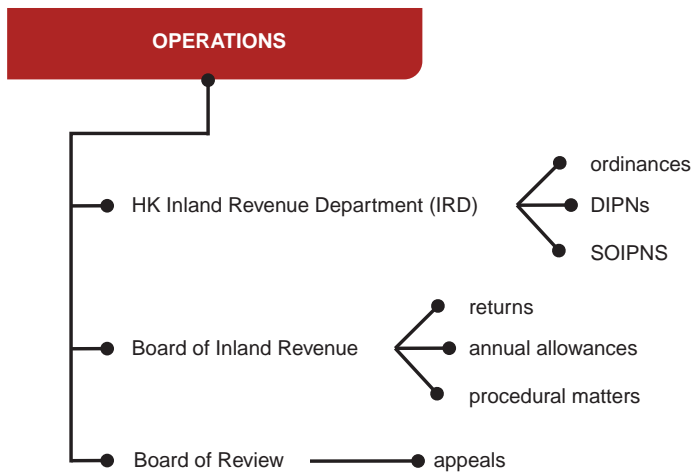 OPERATIONS
HK Inland Revenue Department (IRD)
ordinances
DIPNs
SOIPNS
Board of Inland Revenue
returns
annual allowances
procedural matters
Board of Review
appeals